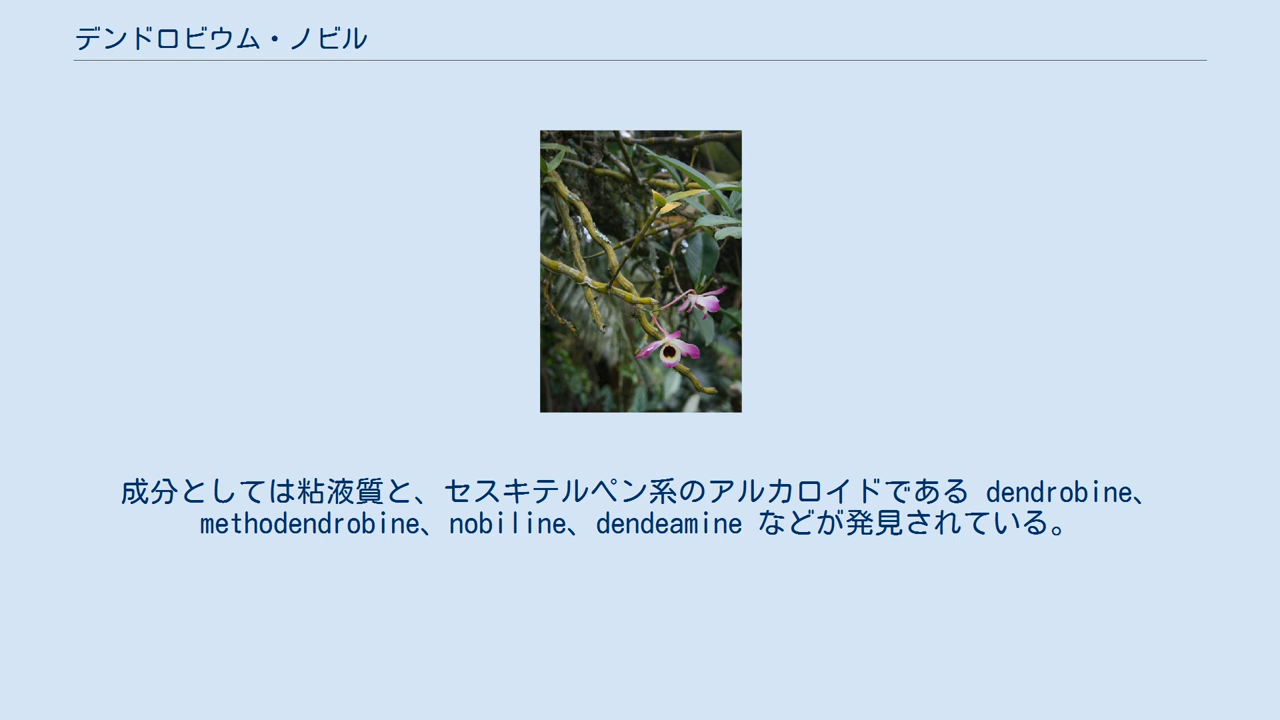 デンドロビウム・ノビル
成分としては粘液質と、セスキテルペン系のアルカロイドである dendrobine、
methodendrobine、nobiline、dendeamine などが発見されている。